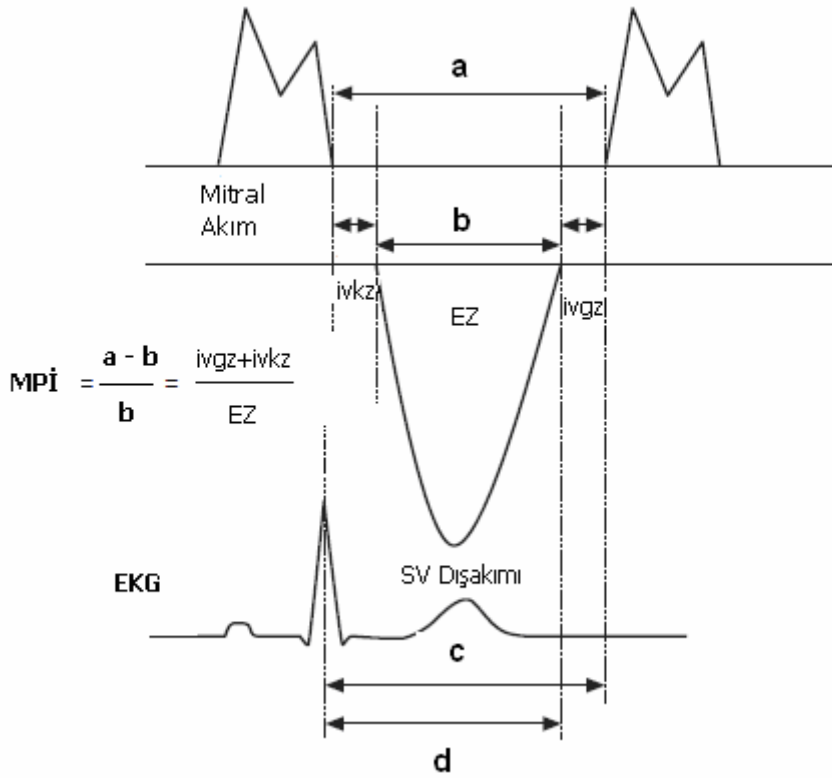 a
Mitral
Akım
b
ivkz
EZ
ivgz
MPİ = a - b / b = ivgz+ivkz / EZ
SV Dışakımı
EKG
c
d